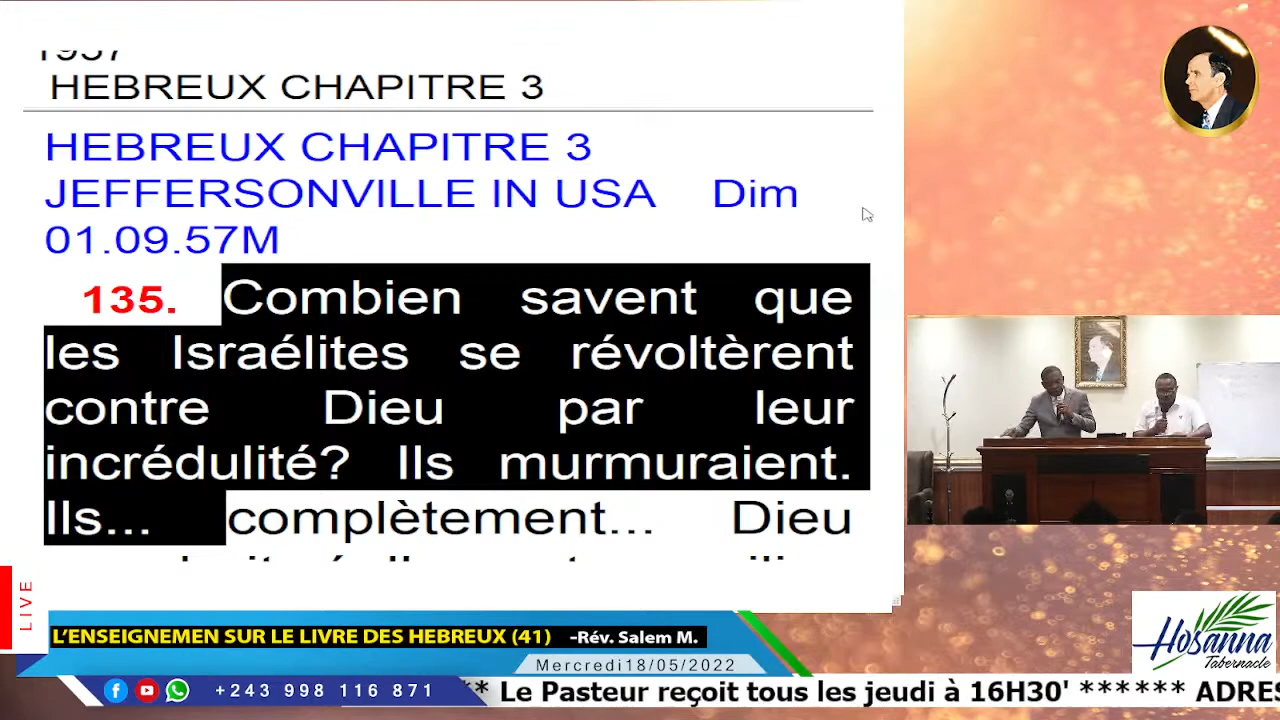 1957
HEBREUX CHAPITRE 3
HEBREUX CHAPITRE 3
JEFFERSONVILLE IN USA Dim
01.09.57M
135. Combien savent que
les Israélites se révoltèrent
contre Dieu par leur
incrédulité? Ils murmuraient.
Ils... complètement... Dieu
LIVE
L'ENSEIGNEMEN SUR LE LIVRE DES HEBREUX (41) -Rév. Salem M.
Mercredi18/05/2022
Hosanna
Tabernacle
+243 998 116 871
* Le Pasteur reçoit tous les jeudi à 16H30' ****** ADRES